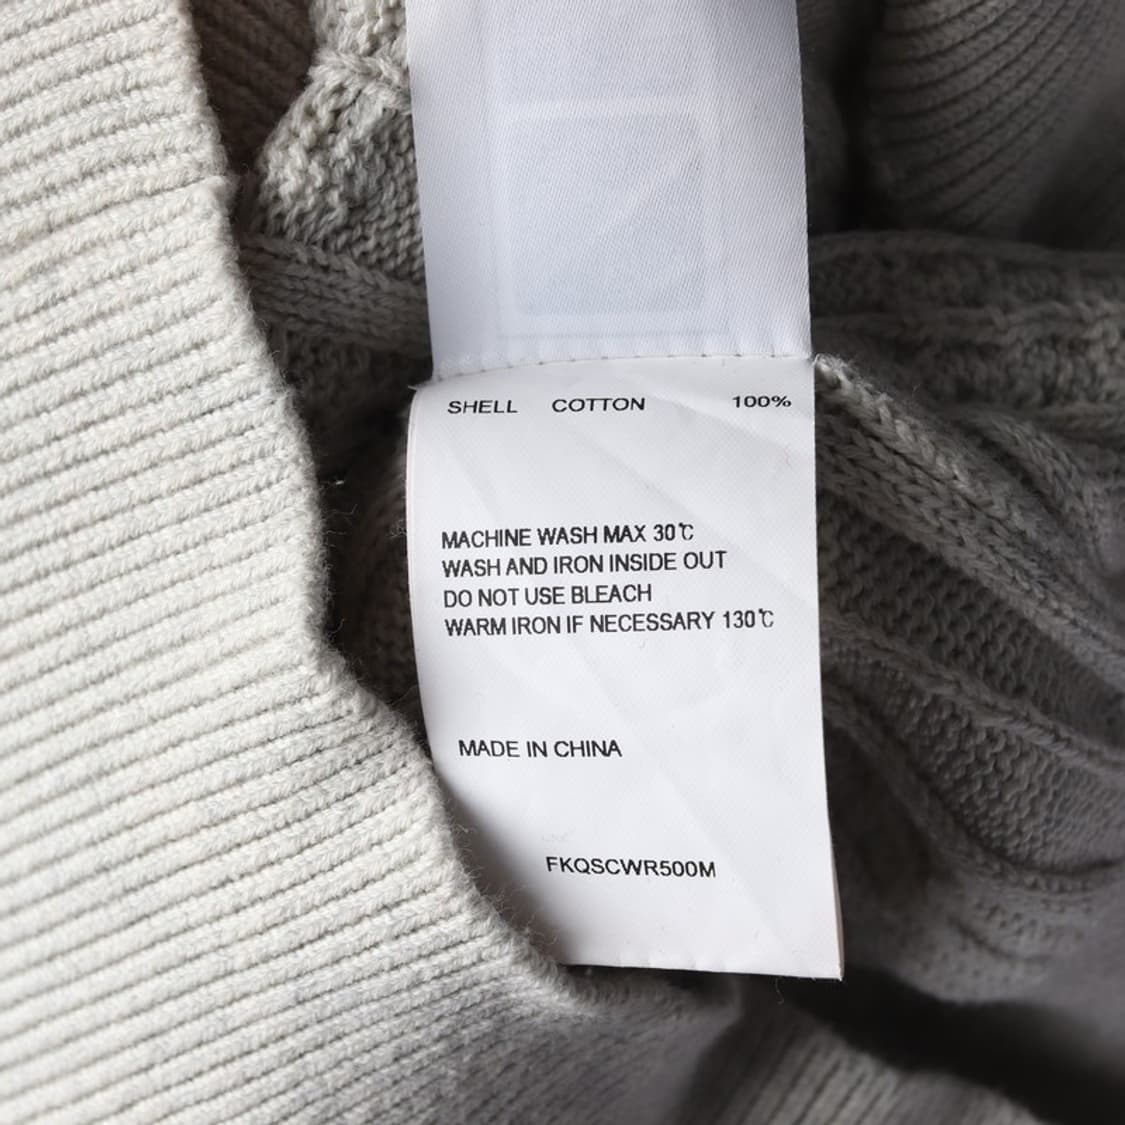 SHELL COTTON 100%
MACHINE WASH MAX 30℃
WASH AND IRON INSIDE OUT
DO NOT USE BLEACH
WARM IRON IF NECESSARY 130℃
MADE IN CHINA
FKQSCWR500M